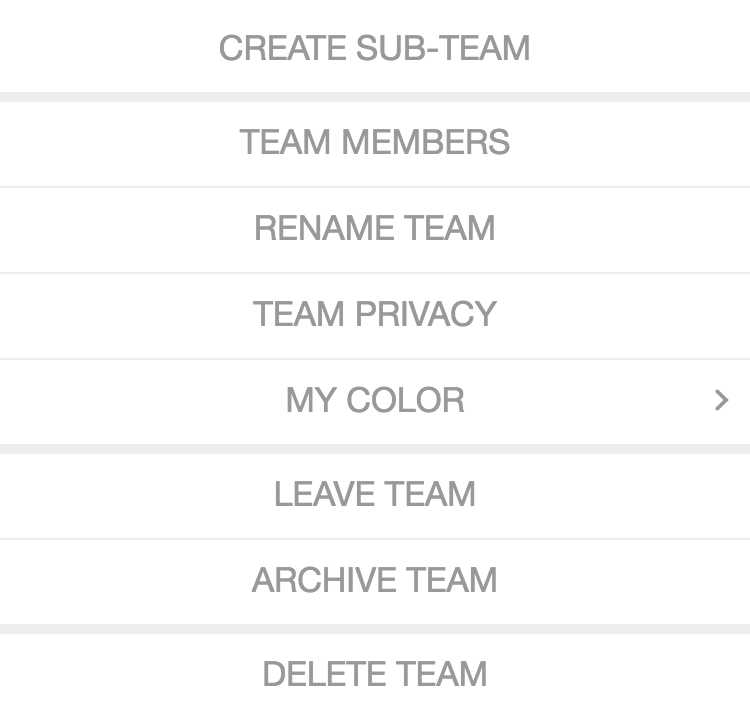 CREATE SUB-TEAM
TEAM MEMBERS
RENAME TEAM
TEAM PRIVACY
MY COLOR
LEAVE TEAM
ARCHIVE TEAM
DELETE TEAM